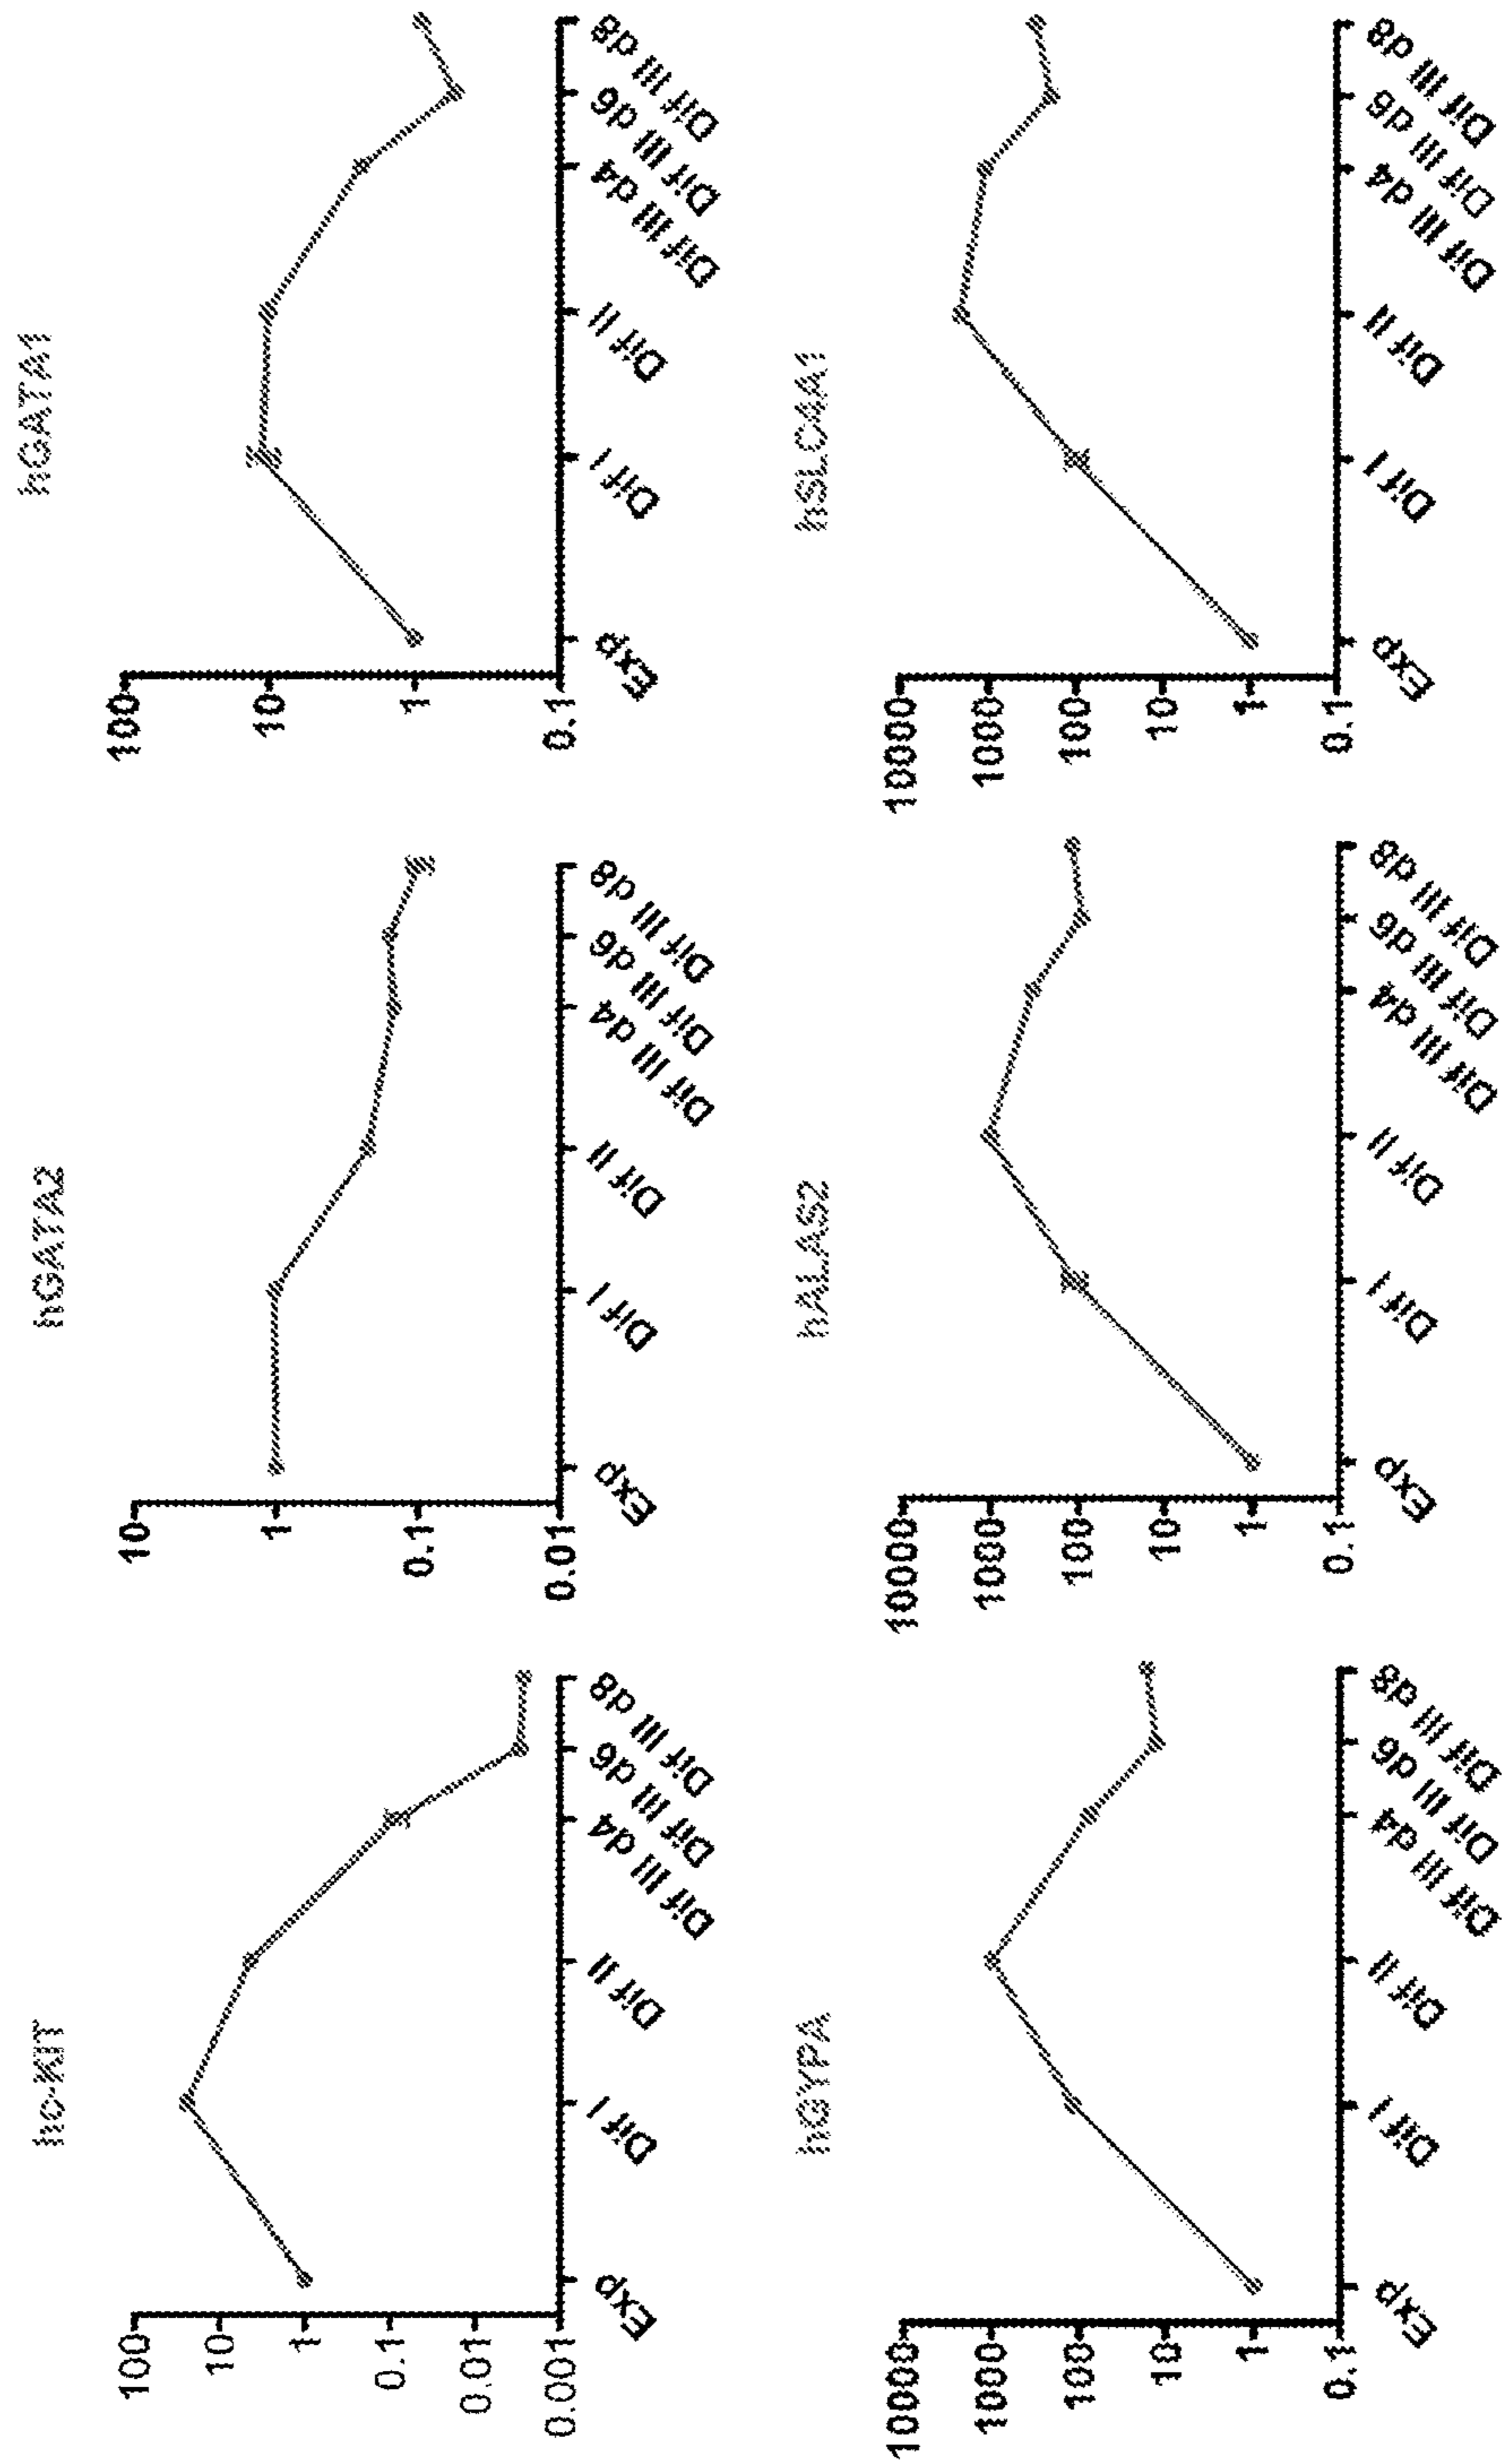 hc-KIT
100
10
1
0.1
0.01
0.001
Exp
Dif I
Dif II
Dif III d4
Dif III d6
Dif III d8
hGATA2
10
1
0.1
0.01
Exp
Dif I
Dif II
Dif III d4
Dif III d6
Dif III d8
hGATA1
100
10
1
0.1
Exp
Dif I
Dif II
Dif III d4
Dif III d6
Dif III d8
hGYPA
10000
1000
100
10
1
0.1
Exp
Dif I
Dif II
Dif III d4
Dif III d6
Dif III d8
hALAS2
10000
1000
100
10
1
0.1
Exp
Dif I
Dif II
Dif III d4
Dif III d6
Dif III d8
hSLC4A1
10000
1000
100
10
1
0.1
Exp
Dif I
Dif II
Dif III d4
Dif III d6
Dif III d8